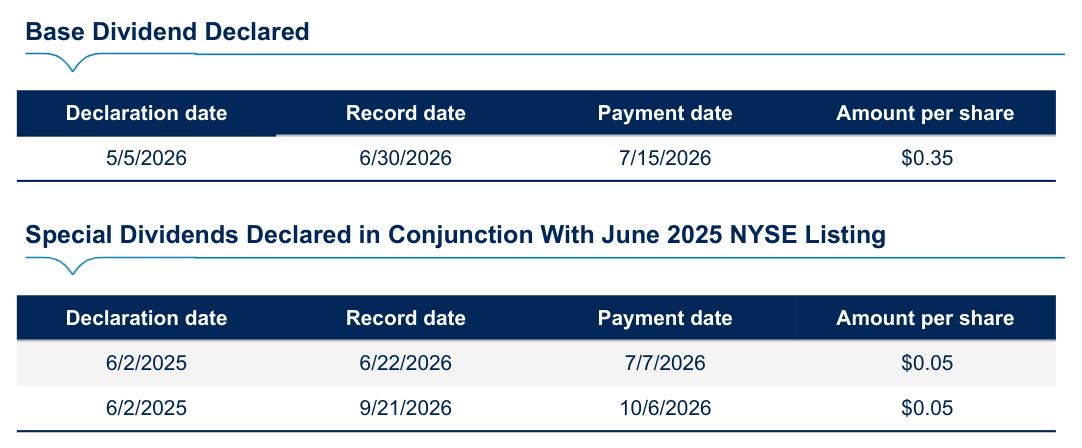 Base Dividend Declared
Declaration date Record date Payment date Amount per share
5/5/2026 6/30/2026 7/15/2026 $0.35
Special Dividends Declared in Conjunction With June 2025 NYSE Listing
Declaration date Record date Payment date Amount per share
6/2/2025 6/22/2026 7/7/2026 $0.05
6/2/2025 9/21/2026 10/6/2026 $0.05